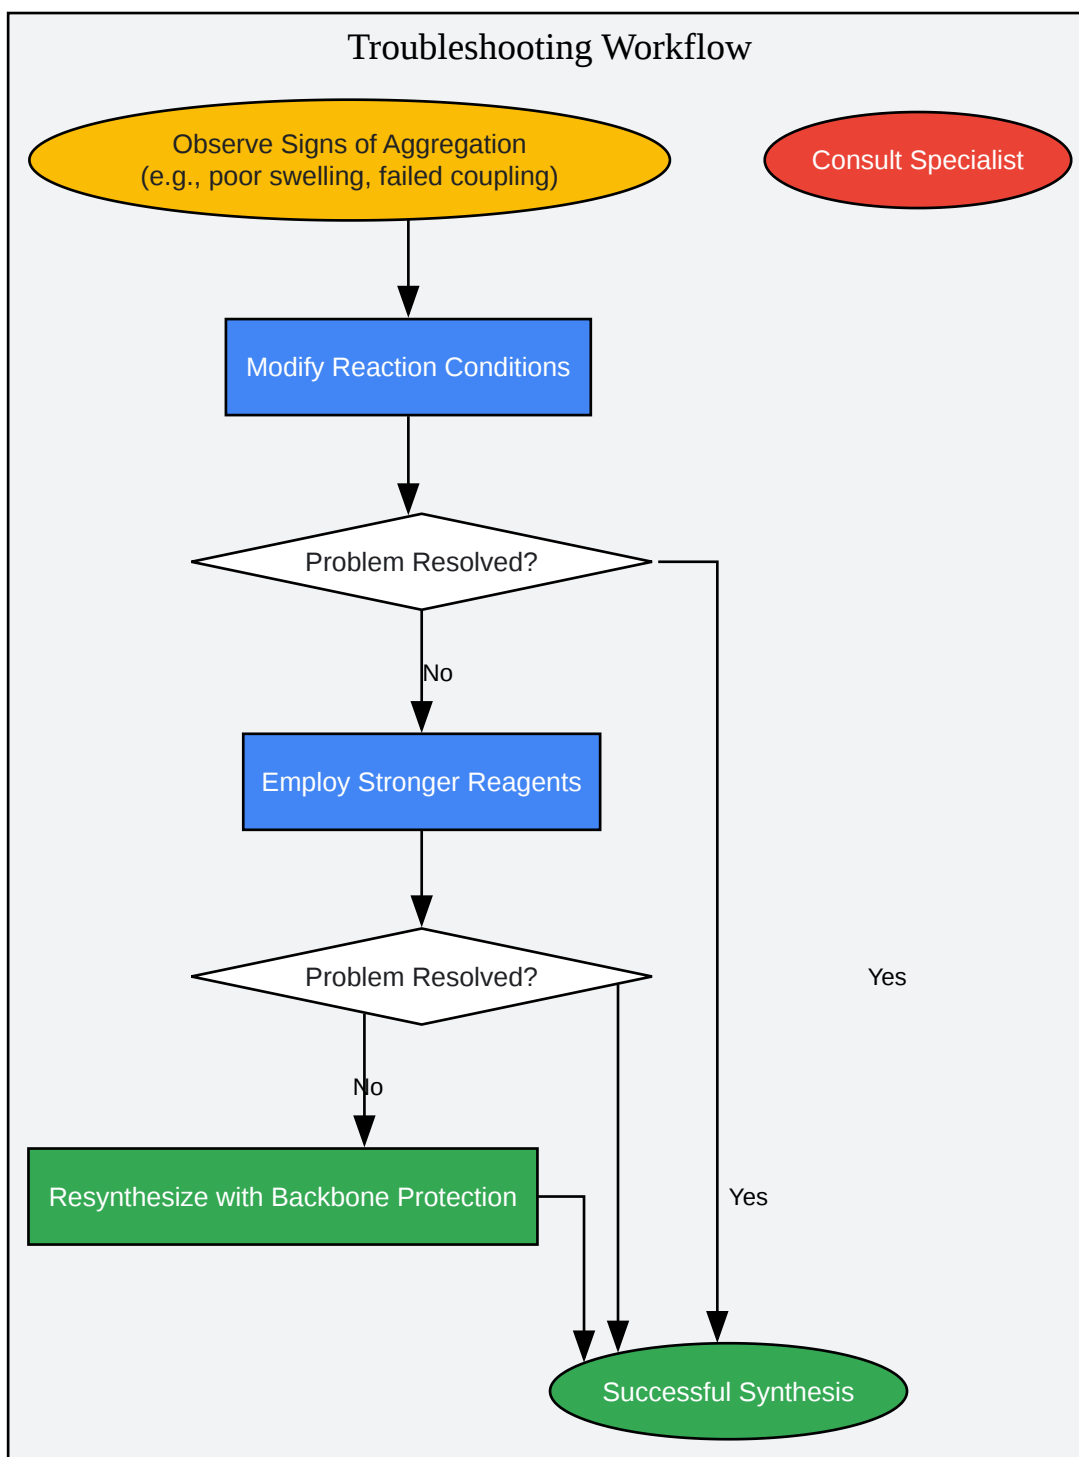 Troubleshooting Workflow
Observe Signs of Aggregation
(e.g., poor swelling, failed coupling)
Consult Specialist
Modify Reaction Conditions
Problem Resolved?
No
Employ Stronger Reagents
Problem Resolved?
Yes
No
Resynthesize with Backbone Protection
Yes
Successful Synthesis